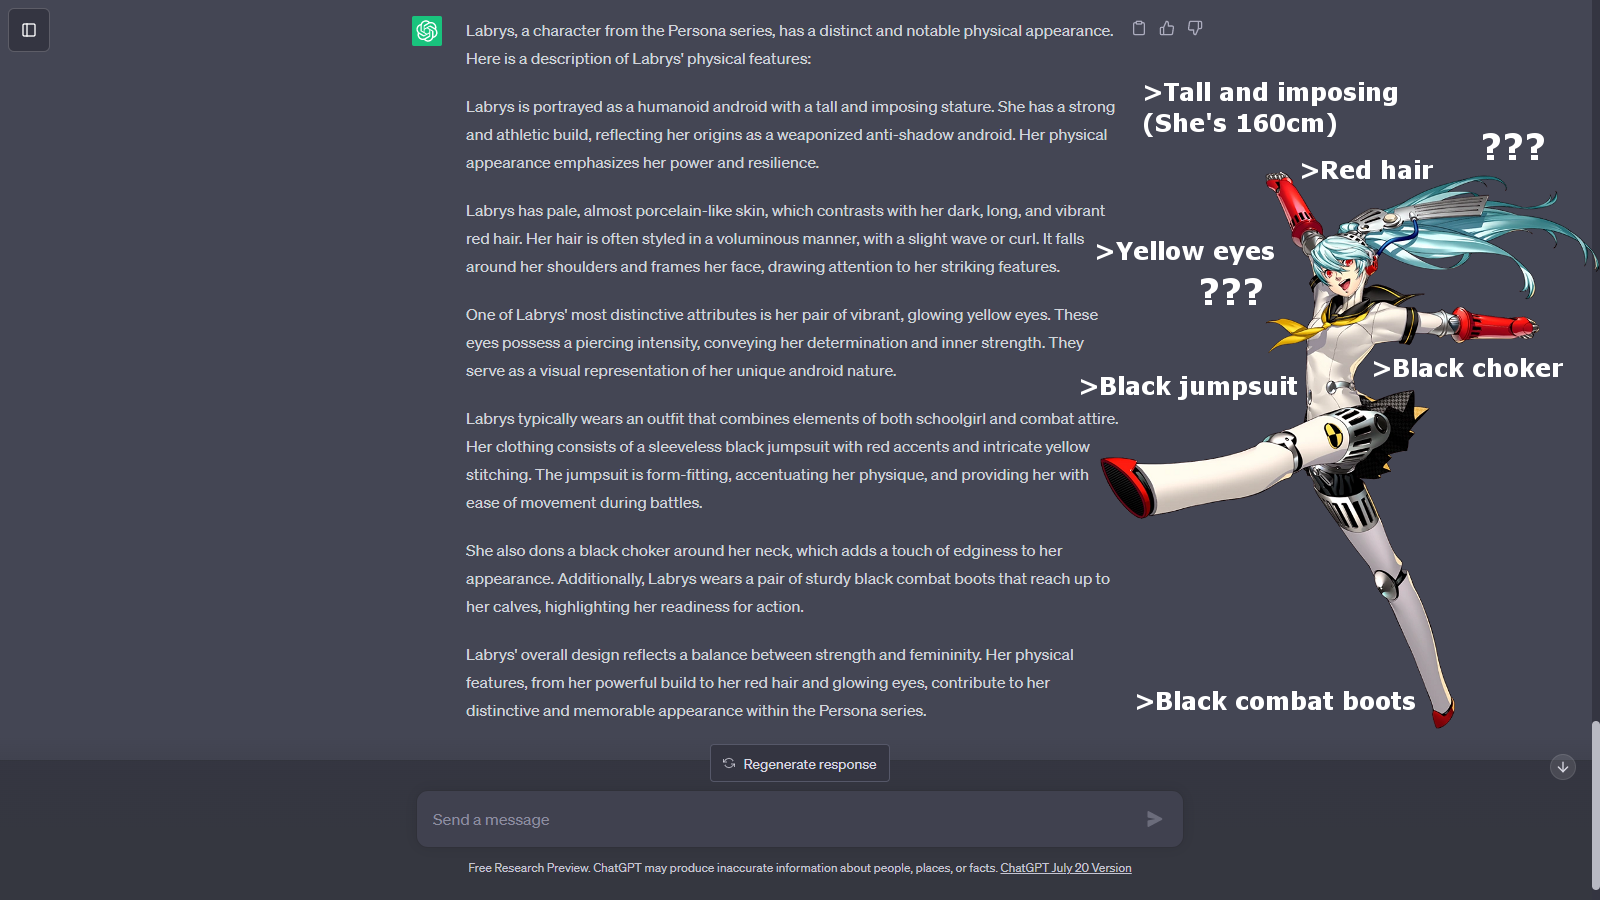 Labrys, a character from the Persona series, has a distinct and notable physical appearance.
Here is a description of Labrys' physical features:
Labrys is portrayed as a humanoid android with a tall and imposing stature. She has a strong
and athletic build, reflecting her origins as a weaponized anti-shadow android. Her physical
appearance emphasizes her power and resilience.
Labrys has pale, almost porcelain-like skin, which contrasts with her dark, long, and vibrant
red hair. Her hair is often styled in a voluminous manner, with a slight wave or curl. It falls
around her shoulders and frames her face, drawing attention to her striking features.
One of Labrys' most distinctive attributes is her pair of vibrant, glowing yellow eyes. These
eyes possess a piercing intensity, conveying her determination and inner strength. They
serve as a visual representation of her unique android nature.
Labrys typically wears an outfit that combines elements of both schoolgirl and combat attire.
Her clothing consists of a sleeveless black jumpsuit with red accents and intricate yellow
stitching. The jumpsuit is form-fitting, accentuating her physique, and providing her with
ease of movement during battles.
She also dons a black choker around her neck, which adds a touch of edginess to her
appearance. Additionally, Labrys wears a pair of sturdy black combat boots that reach up to
her calves, highlighting her readiness for action.
Labrys' overall design reflects a balance between strength and femininity. Her physical
features, from her powerful build to her red hair and glowing eyes, contribute to her
distinctive and memorable appearance within the Persona series.
>Tall and imposing
(She's 160cm)
???
>Red hair
>Yellow eyes
???
>Black choker
>Black jumpsuit
>Black combat boots
Regenerate response
Send a message
Free Research Preview. ChatGPT may produce inaccurate information about people, places, or facts. ChatGPT July 20 Version